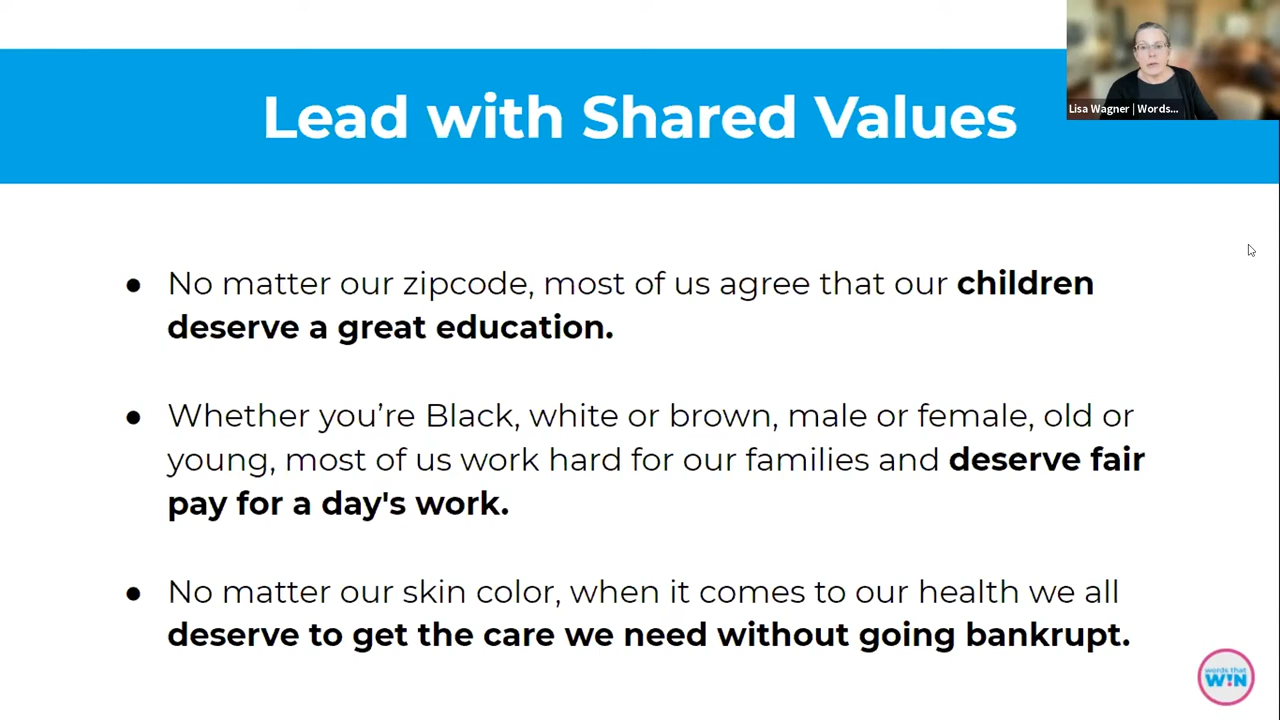 Lead with Shared Values
Lisa Wagner | Words...
● No matter our zipcode, most of us agree that our children
deserve a great education.
● Whether you’re Black, white or brown, male or female, old or
young, most of us work hard for our families and deserve fair
pay for a day's work.
● No matter our skin color, when it comes to our health we all
deserve to get the care we need without going bankrupt.
words that
W!N